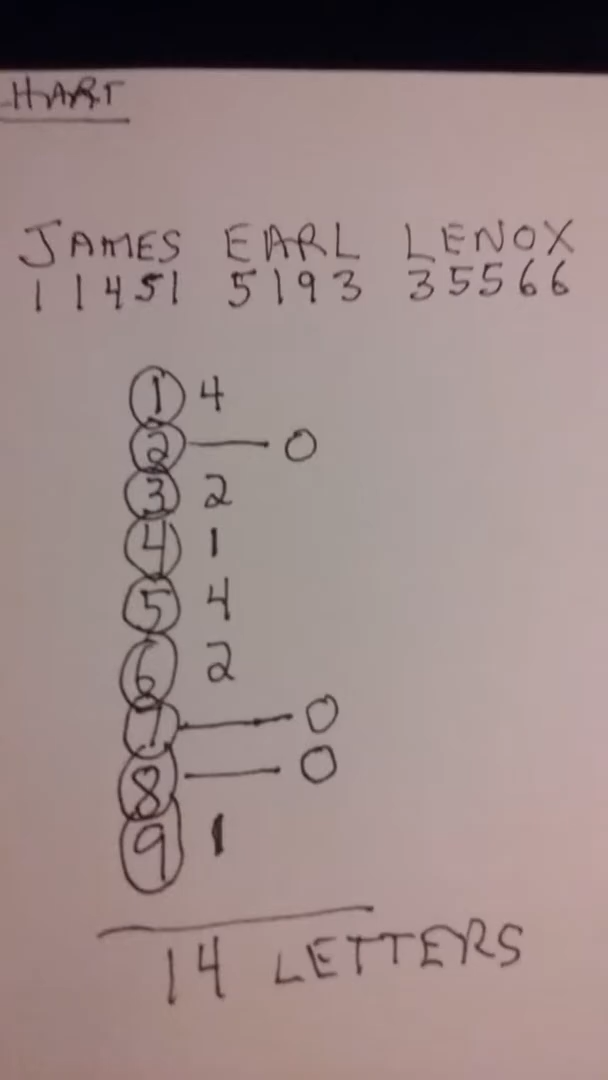 HART
JAMES EARL LENOX
11451 5193 35566
1 4
2 — 0
3 2
4 1
5 4
6 2
7 — 0
8 — 0
9 1
14 LETTERS